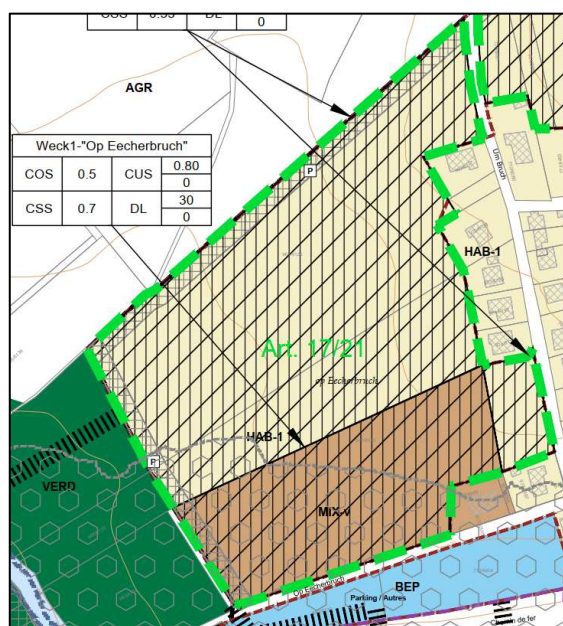 COS 0.55 DL
0
AGR
Weck1-"Op Eecherbruch"
COS 0.5 CUS 0.80
0
CSS 0.7 DL 30
0
P
Um Bruch
HAB-1
Art. 17/21
op Eecherbruch
HAB-1
P
VERD
MIX-v
BEP
Op Eecherbruch
Parking / Autres
Chemin de fer